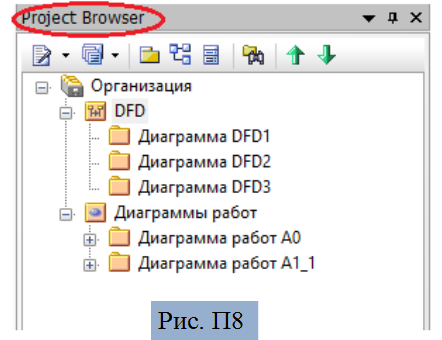 Project Browser
Организация
DFD
Диаграмма DFD1
Диаграмма DFD2
Диаграмма DFD3
Диаграммы работ
Диаграмма работ A0
Диаграмма работ A1_1
Рис. П8